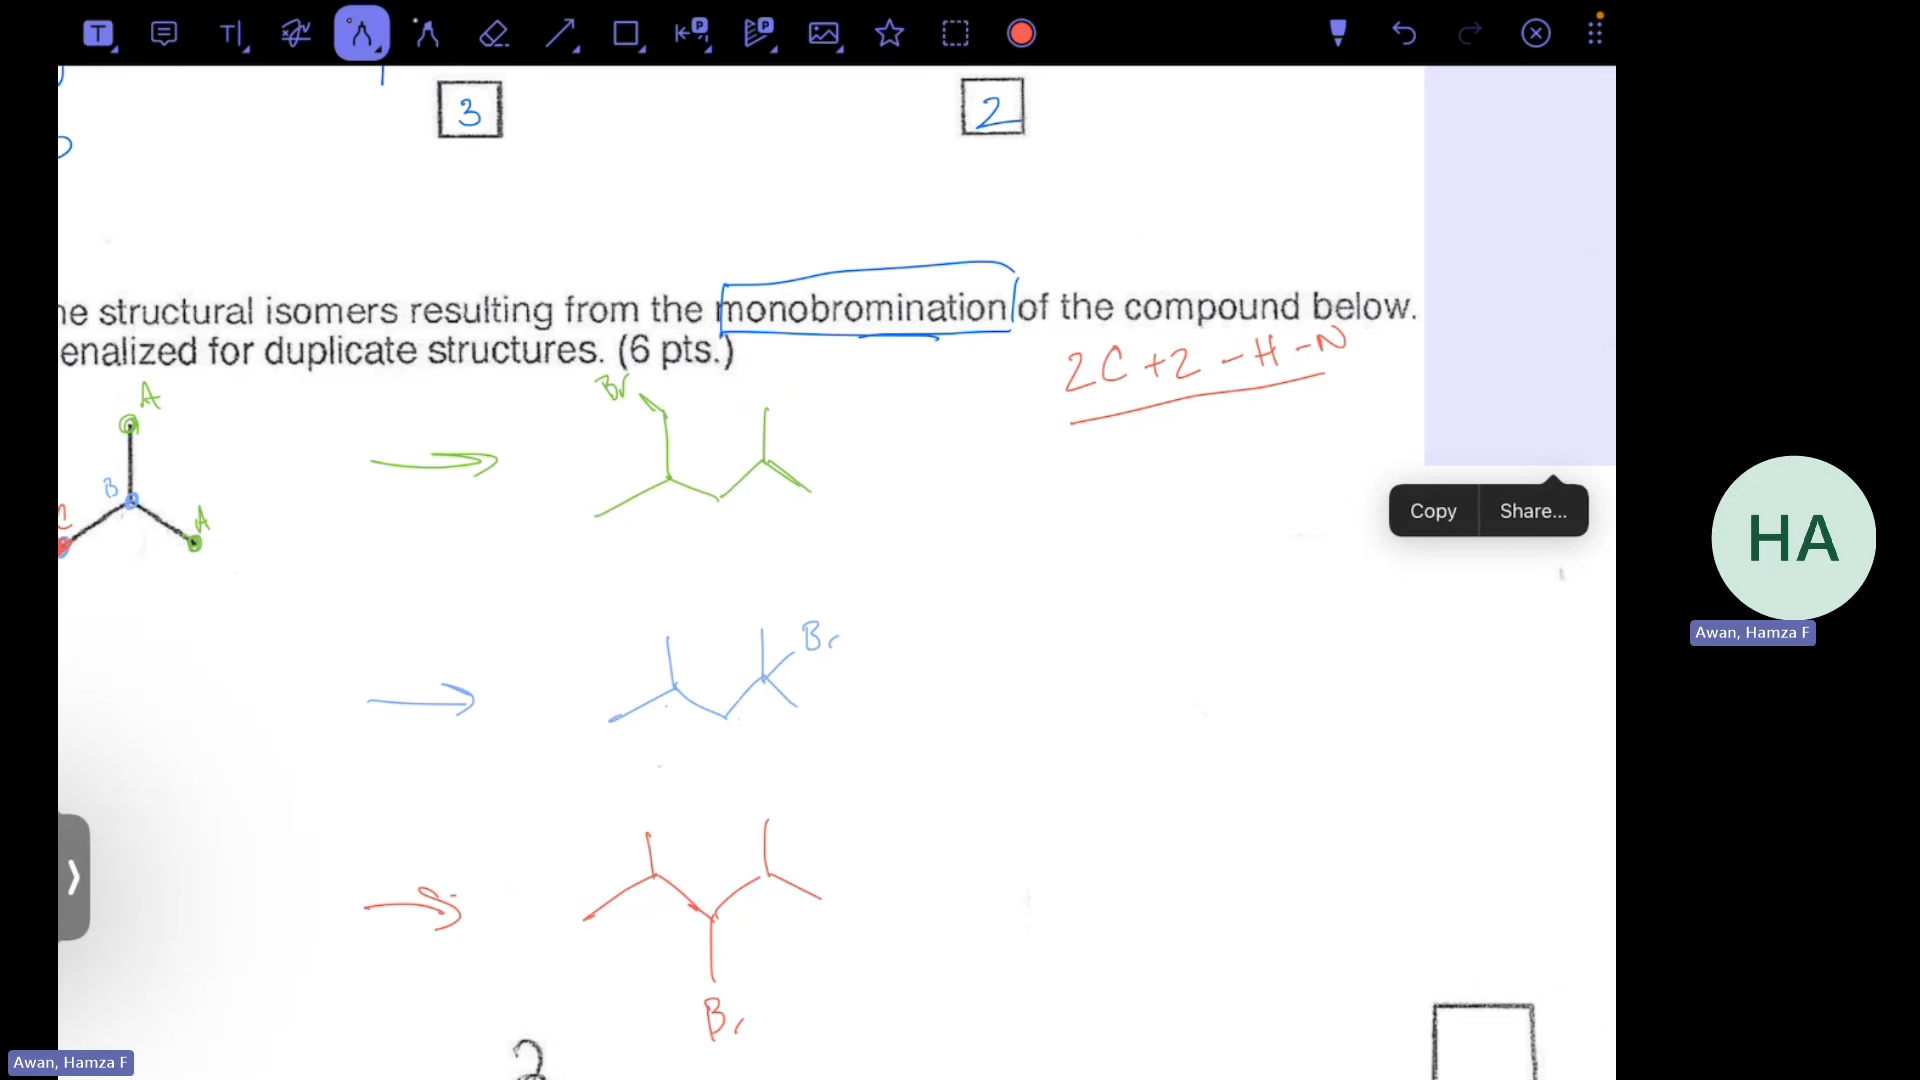 3
2
he structural isomers resulting from the monobromination of the compound below.
enalized for duplicate structures. (6 pts.)
2C+2-H-N
A
Br
B
A
C
Copy
Share...
HA
Awan, Hamza F
Br
Br
Awan, Hamza F